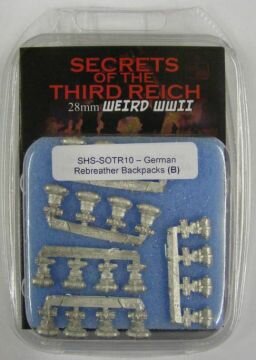 SECRETS
OF THE
THIRD REICH
28mm WEIRD WWII
SHS-SOTR10 – German
Rebreather Backpacks (B)